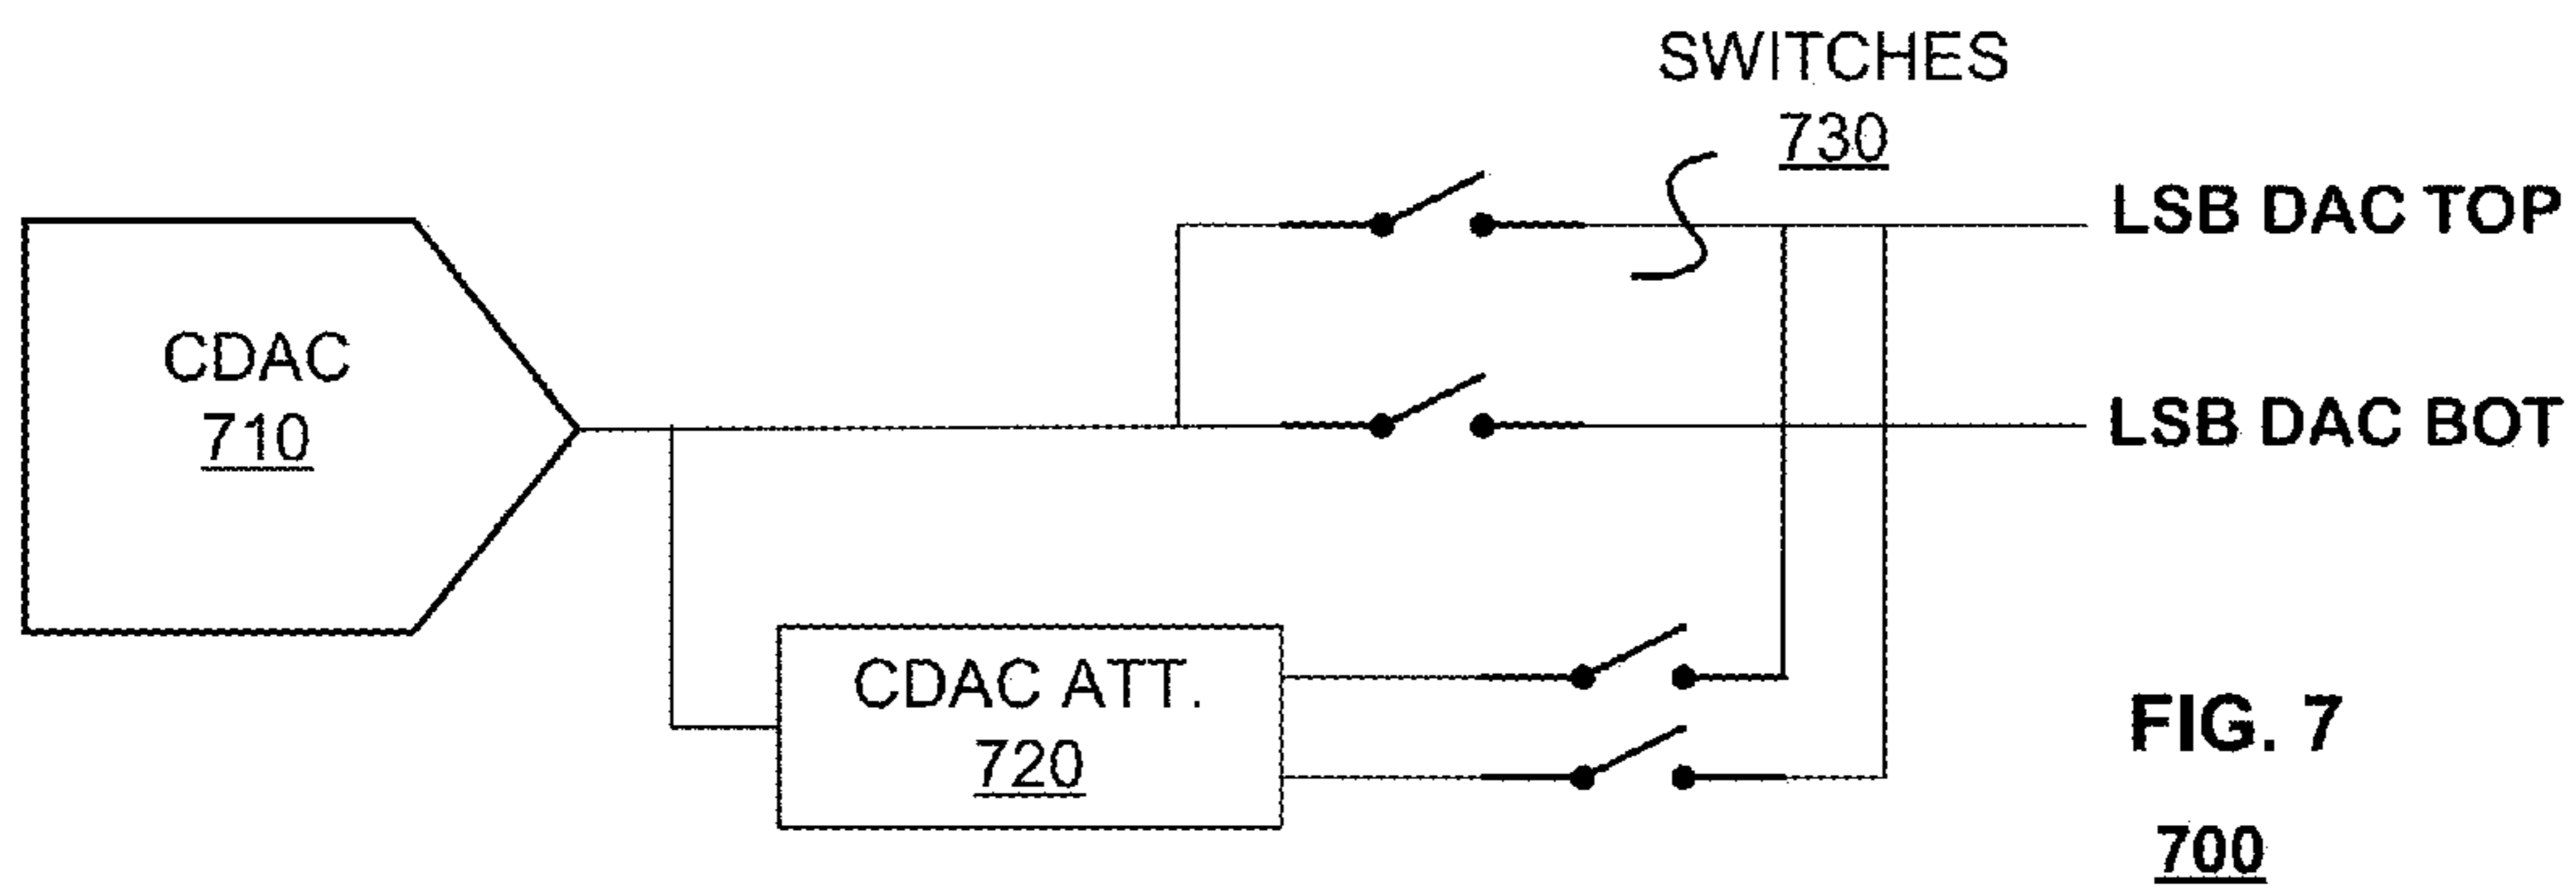 SWITCHES
730
LSB DAC TOP
CDAC
710
LSB DAC BOT
CDAC ATT.
720
FIG. 7
700